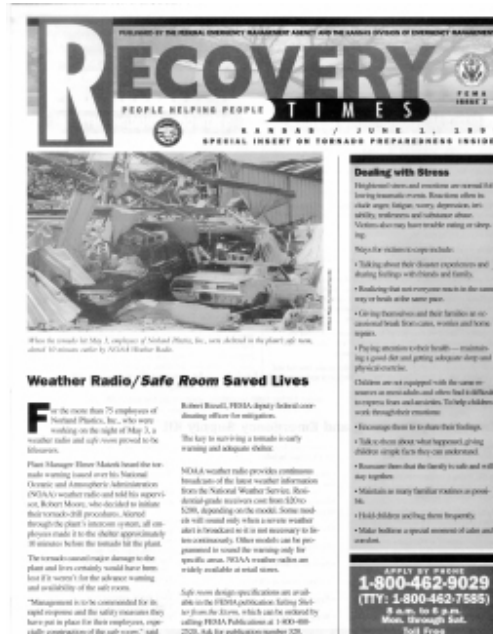 PUBLISHED BY THE FEDERAL EMERGENCY MANAGEMENT AGENCY AND THE KANSAS DIVISION OF EMERGENCY MANAGEMENT
RECOVERY
PEOPLE HELPING PEOPLE
TIMES
FEMA
ISSUE 2
KANSAS / JUNE 1, 199
SPECIAL INSERT ON TORNADO PREPAREDNESS INSIDE
When the tornado hit May 3, employees of Norland Plastics, Inc., were sheltered in the plant's safe room,
alerted 10 minutes earlier by NOAA Weather Radio.
Weather Radio/Safe Room Saved Lives
For the more than 75 employees of
Norland Plastics, Inc., who were
working on the night of May 3, a
weather radio and safe room proved to be
lifesavers.
Plant Manager Elmer Mateik heard the tor-
nado warning issued over his National
Oceanic and Atmospheric Administration
(NOAA) weather radio and told his supervi-
sor, Robert Moore, who decided to initiate
their tornado drill procedures. Alerted
through the plant's intercom system, all em-
ployees made it to the shelter approximately
10 minutes before the tornado hit the plant.
The tornado caused major damage to the
plant and lives certainly would have been
lost if it weren't for the advance warning
and availability of the safe room.
"Management is to be commended for its
rapid response and the safety measures they
have put in place for their employees, espe-
cially construction of the safe room," said
Robert Bissell, FEMA deputy federal coor-
dinating officer for mitigation.
The key to surviving a tornado is early
warning and adequate shelter.
NOAA weather radio provides continuous
broadcasts of the latest weather information
from the National Weather Service. Resi-
dential-grade receivers cost from $20 to
$200, depending on the model. Some mod-
els will sound only when a severe weather
alert is broadcast so it is not necessary to lis-
ten continuously. Other models can be pro-
grammed to sound the warning only for
specific areas. NOAA weather radios are
widely available at retail stores.
Safe room design specifications are avail-
able in the FEMA publication Taking Shel-
ter from the Storm, which can be ordered by
calling FEMA Publications at 1-800-480-
2520. Ask for publication number 320.
Dealing with Stress
Heightened stress and emotions are normal fol-
lowing traumatic events. Reactions often in-
clude anger, fatigue, worry, depression, irri-
tability, restlessness and substance abuse.
Victims also may have trouble eating or sleep-
ing.
Ways for victims to cope include:
• Talking about their disaster experiences and
sharing feelings with friends and family.
• Realizing that not everyone reacts in the same
way or heals at the same pace.
• Giving themselves and their families an oc-
casional break from cares, worries and home
repairs.
• Paying attention to their health — maintain-
ing a good diet and getting adequate sleep and
physical exercise.
Children are not equipped with the same re-
sources as most adults and often find it difficult
to express fears and anxieties. To help children
work through their emotions:
• Encourage them to share their feelings.
• Talk to them about what happened, giving
children simple facts they can understand.
• Reassure them that the family is safe and will
stay together.
• Maintain as many familiar routines as possi-
ble.
• Hold children and hug them frequently.
• Make bedtime a special moment of calm and
comfort.
APPLY BY PHONE
1-800-462-9029
(TTY: 1-800-462-7585)
8 a.m. to 6 p.m.
Mon. through Sat.
Toll Free